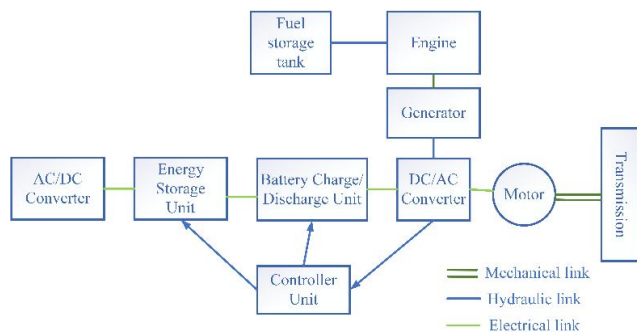 Fuel
storage
tank
Engine
Generator
AC/DC
Converter
Energy
Storage
Unit
Battery Charge/
Discharge Unit
DC/AC
Converter
Motor
Transmission
Controller
Unit
Mechanical link
Hydraulic link
Electrical link